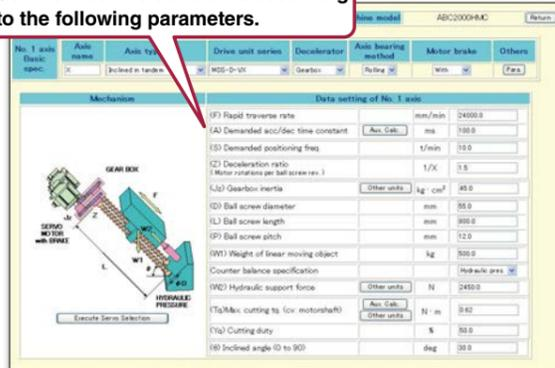 to the following parameters.
hine model ABC2000HMC Return
No. 1 axis Basic spec. Axis name Axis typ Drive unit series Decelerator Axis bearing method Motor brake Others
X Inclined in tandem MDS-D-VX Gearbox Rolling With Para.
Mechanism Data setting of No. 1 axis
(F) Rapid traverse rate mm/min 24000.0
(A) Demanded acc/dec time constant Aux. Calc. ms 100.0
(S) Demanded positioning freq t/min 10.0
(Z) Deceleration ratio
(Motor rotations per ball screw rev.) 1/X 1.5
(Jz) Gearbox inertia Other units kg·cm² 45.0
(D) Ball screw diameter mm 55.0
(L) Ball screw length mm 800.0
(P) Ball screw pitch mm 12.0
(W1) Weight of linear moving object kg 500.0
Counter balance specification Hydraulic pres.
(W2) Hydraulic support force Other units N 2450.0
(Tq)Max. cutting tq. (cv. motorshaft) Aux. Calc. Other units N·m 0.62
(Yq) Cutting duty % 50.0
(θ) Inclined angle (0 to 90) deg 30.0
GEAR BOX
Jz
Z
F
SERVO
MOTOR
with BRAKE
W2
W1
L
P
θ
ΦD
HYDRAULIC
PRESSURE
Execute Servo Selection